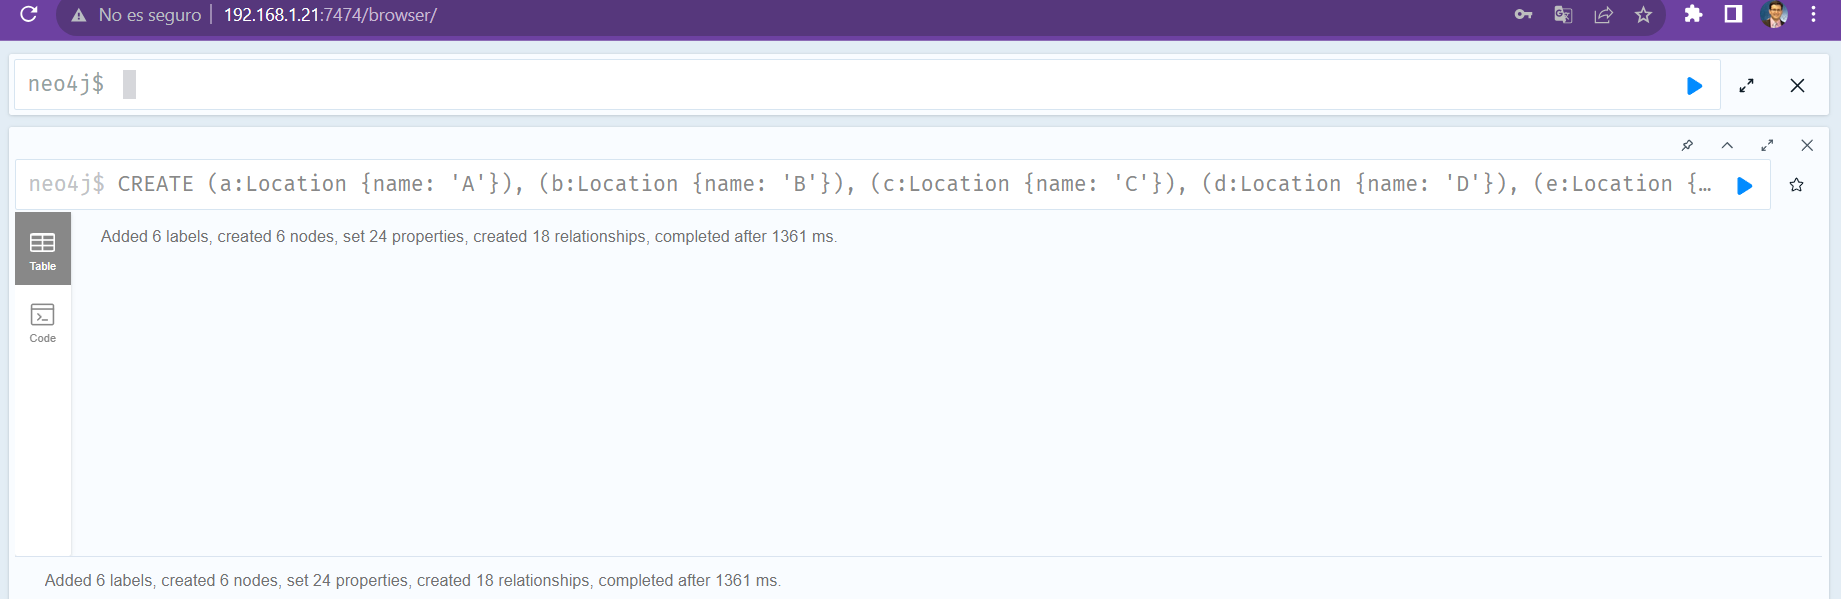 No es seguro 192.168.1.21:7474/browser/
neo4j$
neo4j$ CREATE (a:Location {name: 'A'}), (b:Location {name: 'B'}), (c:Location {name: 'C'}), (d:Location {name: 'D'}), (e:Location {…
Added 6 labels, created 6 nodes, set 24 properties, created 18 relationships, completed after 1361 ms.
Table
Code
Added 6 labels, created 6 nodes, set 24 properties, created 18 relationships, completed after 1361 ms.